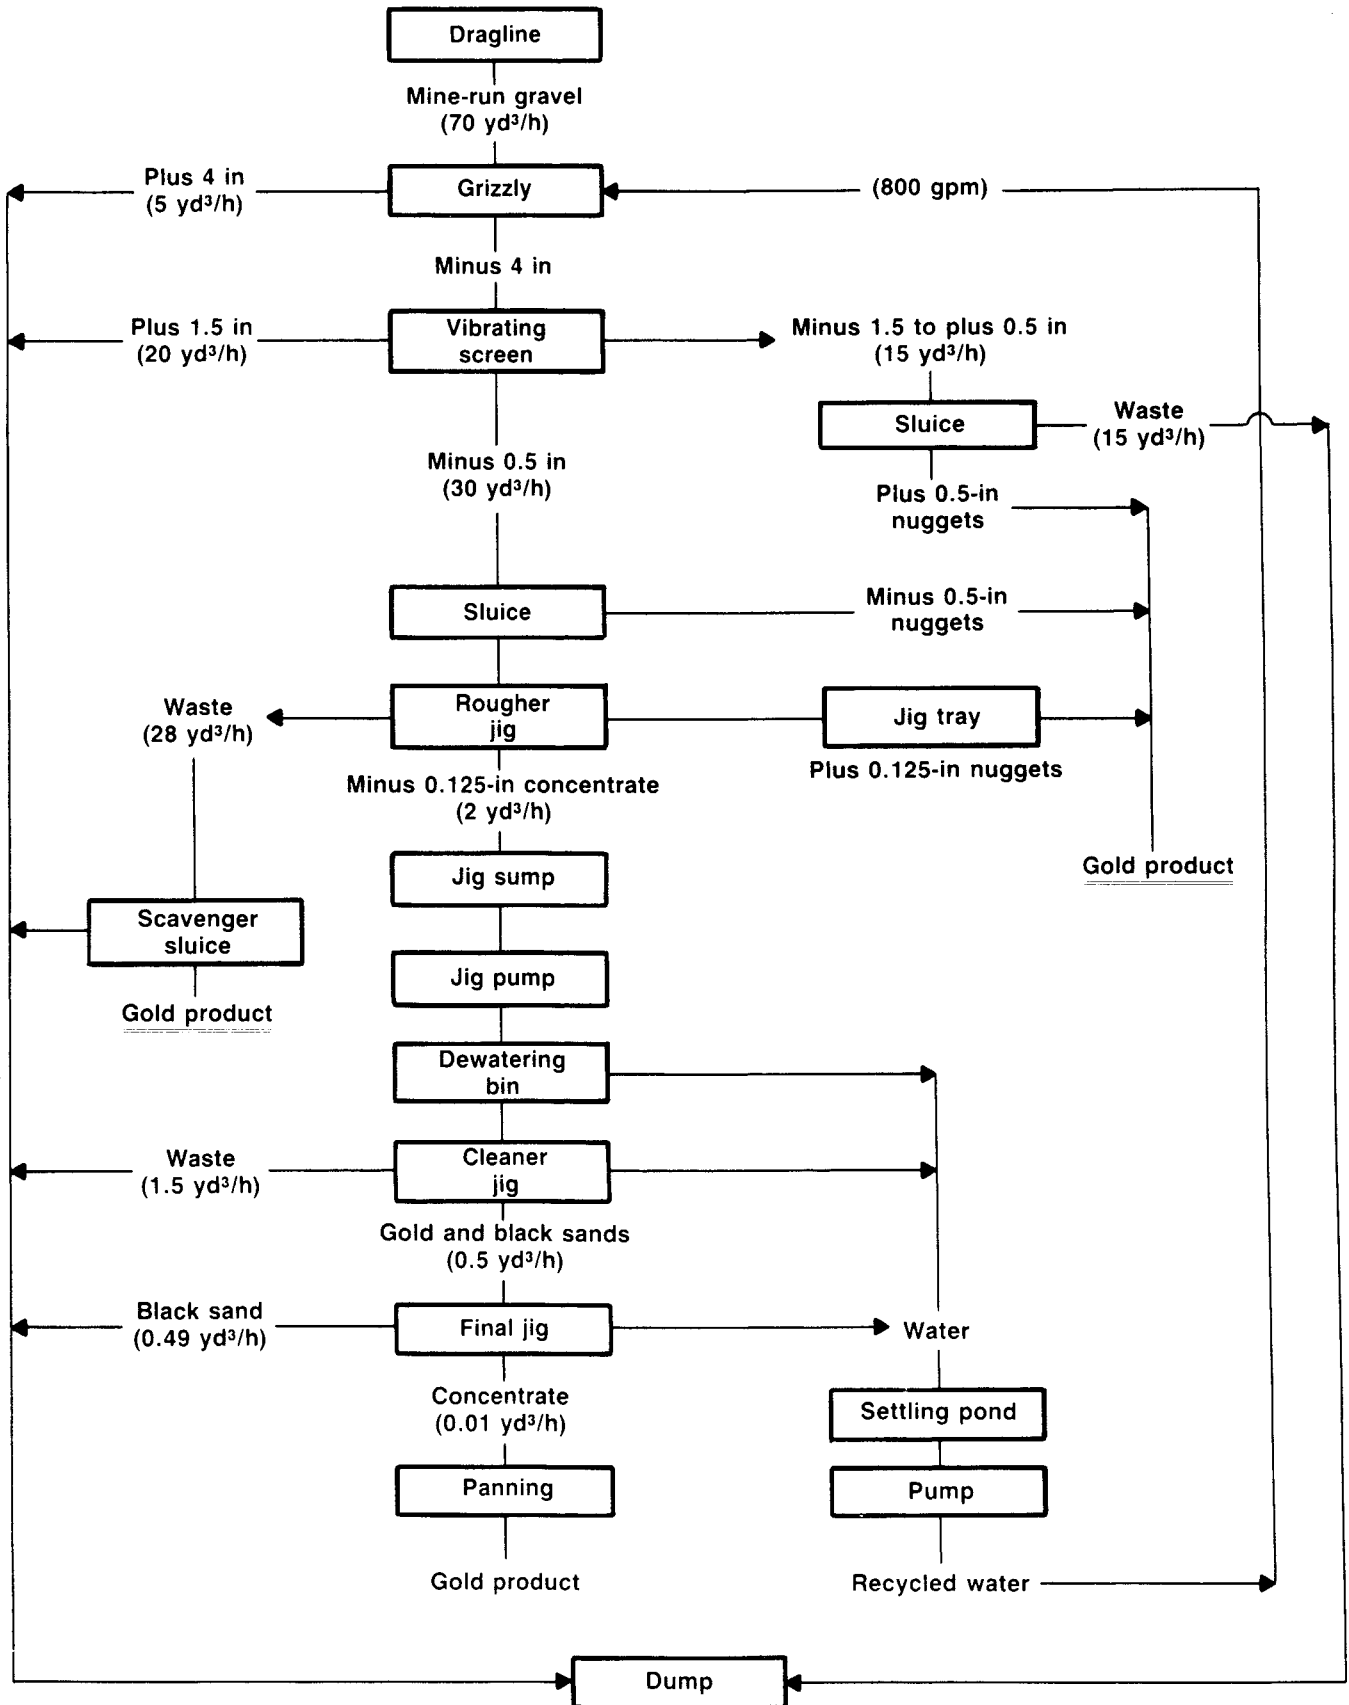 Dragline
Mine-run gravel
(70 yd³/h)
Plus 4 in
(5 yd³/h)
Grizzly
(800 gpm)
Minus 4 in
Plus 1.5 in
(20 yd³/h)
Vibrating
screen
Minus 1.5 to plus 0.5 in
(15 yd³/h)
Sluice
Waste
(15 yd³/h)
Minus 0.5 in
(30 yd³/h)
Plus 0.5-in
nuggets
Sluice
Minus 0.5-in
nuggets
Waste
(28 yd³/h)
Rougher
jig
Jig tray
Plus 0.125-in nuggets
Minus 0.125-in concentrate
(2 yd³/h)
Jig sump
Gold product
Scavenger
sluice
Gold product
Jig pump
Dewatering
bin
Waste
(1.5 yd³/h)
Cleaner
jig
Gold and black sands
(0.5 yd³/h)
Black sand
(0.49 yd³/h)
Final jig
Water
Concentrate
(0.01 yd³/h)
Settling pond
Panning
Pump
Gold product
Recycled water
Dump